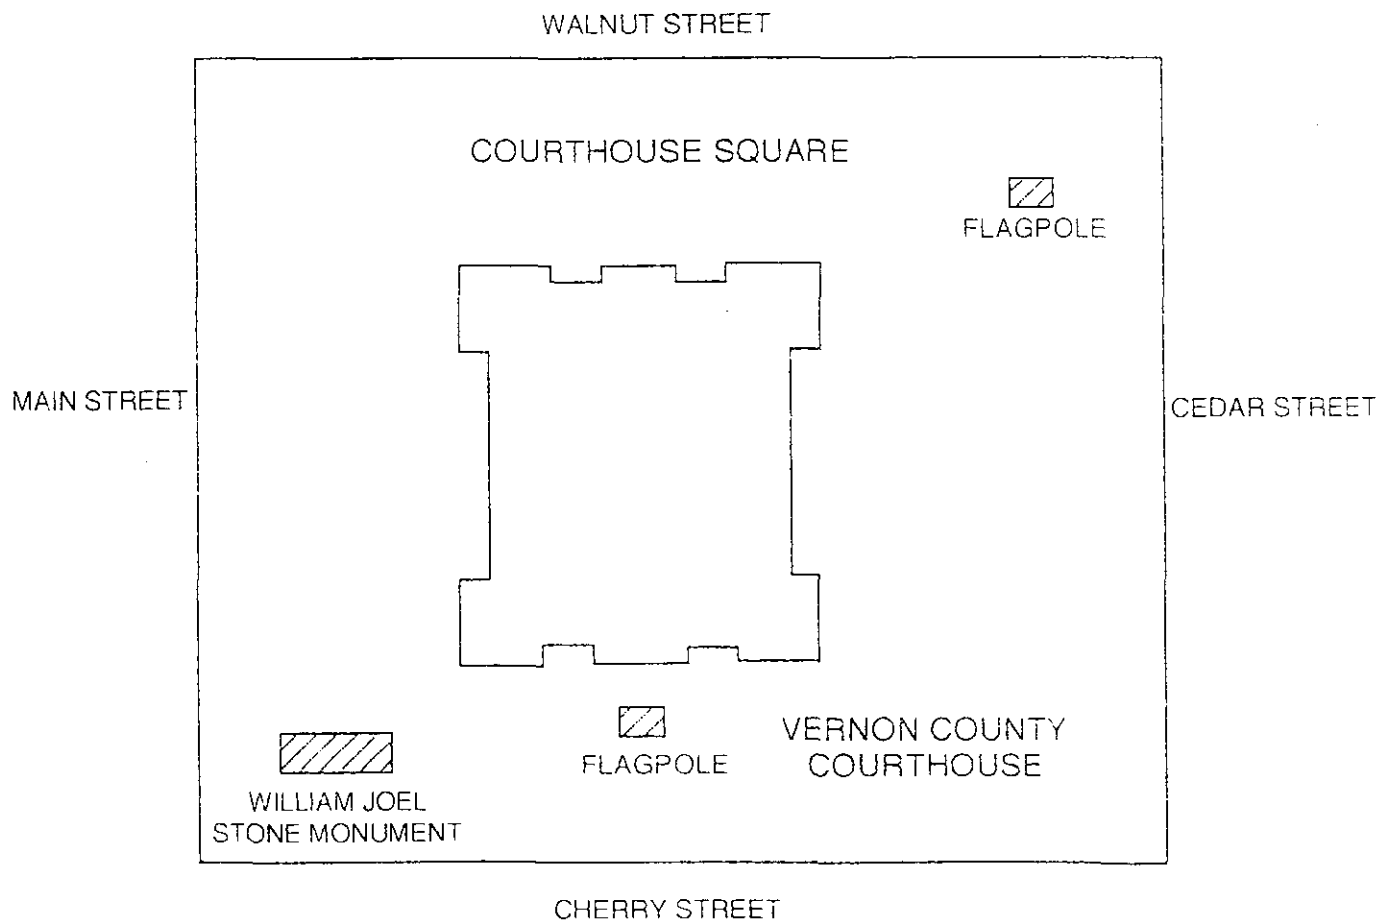 WALNUT STREET
COURTHOUSE SQUARE
FLAGPOLE
MAIN STREET
CEDAR STREET
FLAGPOLE
VERNON COUNTY
COURTHOUSE
WILLIAM JOEL
STONE MONUMENT
CHERRY STREET